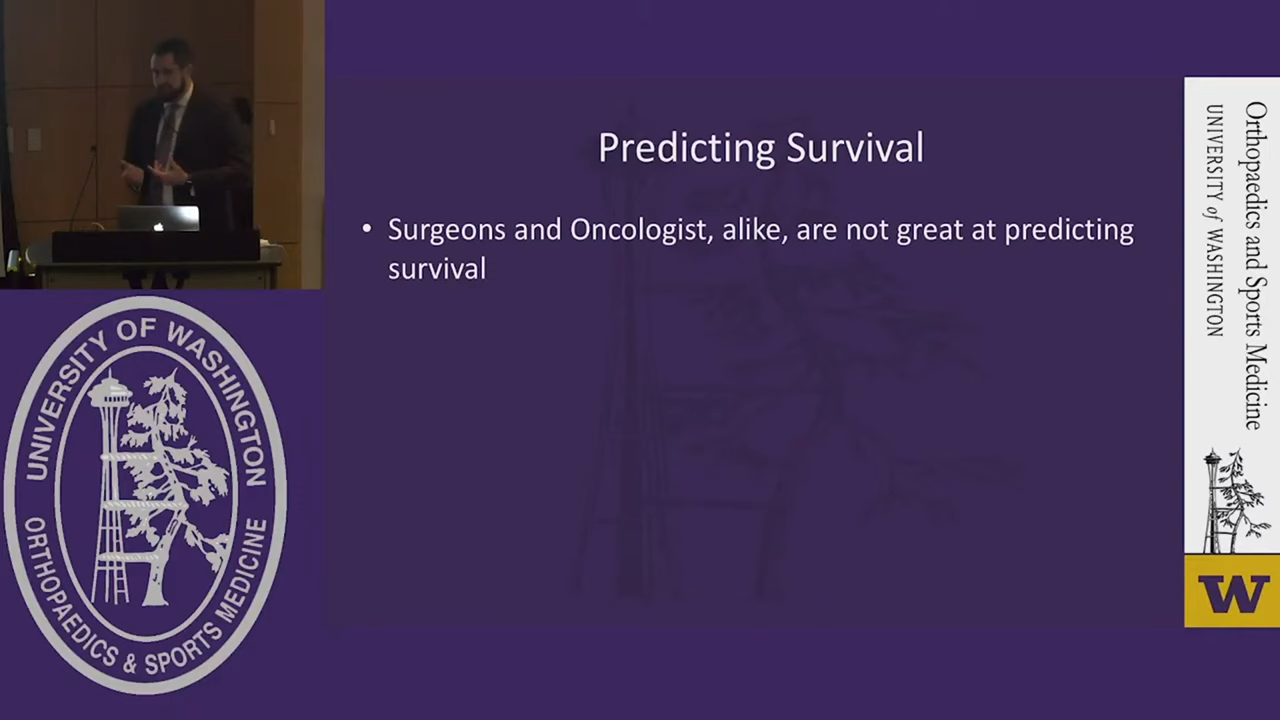 Predicting Survival
• Surgeons and Oncologist, alike, are not great at predicting
survival
UNIVERSITY OF WASHINGTON
ORTHOPAEDICS & SPORTS MEDICINE
Orthopaedics and Sports Medicine
UNIVERSITY of WASHINGTON
W